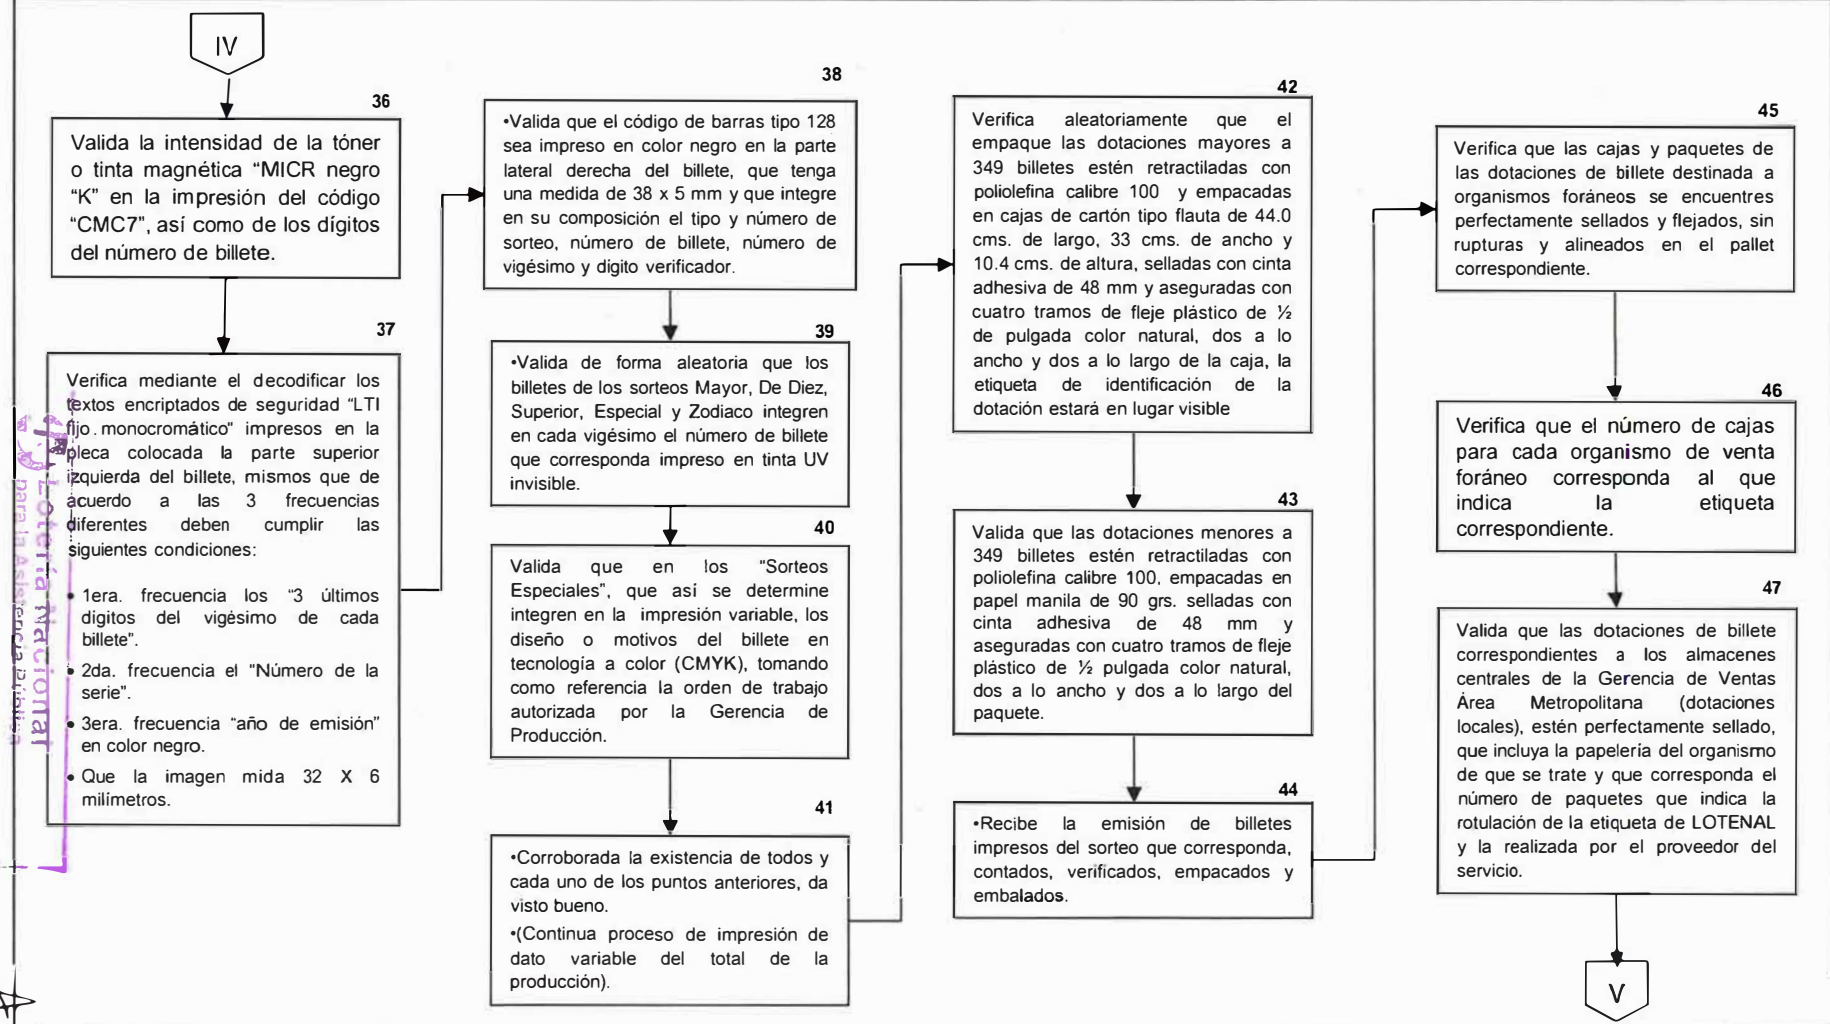 IV
36
Valida la intensidad de la tóner
o tinta magnética “MICR negro
“K” en la impresión del código
“CMC7”, así como de los dígitos
del número de billete.
37
Verifica mediante el decodificar los
textos encriptados de seguridad “LTI
fijo . monocromático” impresos en la
pleca colocada la parte superior
izquierda del billete, mismos que de
acuerdo a las 3 frecuencias
diferentes deben cumplir las
siguientes condiciones:
• 1era. frecuencia los “3 últimos
digitos del vigésimo de cada
billete”.
• 2da. frecuencia el “Número de la
serie”.
• 3era. frecuencia “año de emisión”
en color negro.
• Que la imagen mida 32 X 6
milímetros.
Lotería Nacional
para la Asistencia Pública
38
•Valida que el código de barras tipo 128
sea impreso en color negro en la parte
lateral derecha del billete, que tenga
una medida de 38 x 5 mm y que integre
en su composición el tipo y número de
sorteo, número de billete, número de
vigésimo y digito verificador.
39
•Valida de forma aleatoria que los
billetes de los sorteos Mayor, De Diez,
Superior, Especial y Zodiaco integren
en cada vigésimo el número de billete
que corresponda impreso en tinta UV
invisible.
40
Valida que en los “Sorteos
Especiales”, que así se determine
integren en la impresión variable, los
diseño o motivos del billete en
tecnología a color (CMYK), tomando
como referencia la orden de trabajo
autorizada por la Gerencia de
Producción.
41
•Corroborada la existencia de todos y
cada uno de los puntos anteriores, da
visto bueno.
•(Continua proceso de impresión de
dato variable del total de la
producción).
42
Verifica aleatoriamente que el
empaque las dotaciones mayores a
349 billetes estén retractiladas con
poliolefina calibre 100 y empacadas
en cajas de cartón tipo flauta de 44.0
cms. de largo, 33 cms. de ancho y
10.4 cms. de altura, selladas con cinta
adhesiva de 48 mm y aseguradas con
cuatro tramos de fleje plástico de ½
de pulgada color natural, dos a lo
ancho y dos a lo largo de la caja, la
etiqueta de identificación de la
dotación estará en lugar visible
43
Valida que las dotaciones menores a
349 billetes estén retractiladas con
poliolefina calibre 100, empacadas en
papel manila de 90 grs. selladas con
cinta adhesiva de 48 mm y
aseguradas con cuatro tramos de fleje
plástico de ½ pulgada color natural,
dos a lo ancho y dos a lo largo del
paquete.
44
•Recibe la emisión de billetes
impresos del sorteo que corresponda,
contados, verificados, empacados y
embalados.
45
Verifica que las cajas y paquetes de
las dotaciones de billete destinada a
organismos foráneos se encuentres
perfectamente sellados y flejados, sin
rupturas y alineados en el pallet
correspondiente.
46
Verifica que el número de cajas
para cada organismo de venta
foráneo corresponda al que
indica la etiqueta
correspondiente.
47
Valida que las dotaciones de billete
correspondientes a los almacenes
centrales de la Gerencia de Ventas
Área Metropolitana (dotaciones
locales), estén perfectamente sellado,
que incluya la papelería del organismo
de que se trate y que corresponda el
número de paquetes que indica la
rotulación de la etiqueta de LOTENAL
y la realizada por el proveedor del
servicio.
V